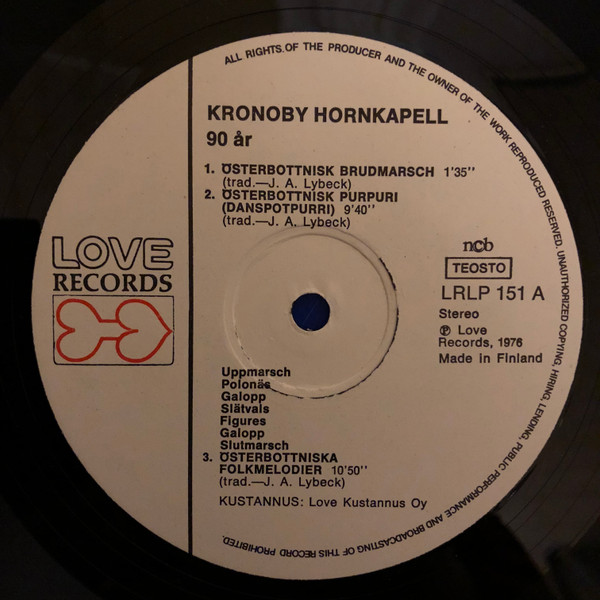 ALL RIGHTS OF THE PRODUCER AND THE OWNER OF THE WORK REPRODUCED RESERVED. UNAUTHORIZED COPYING, HIRING, LENDING, PUBLIC PERFORMANCE AND BROADCASTING OF THIS RECORD PROHIBITED.
KRONOBY HORNKAPELL
90 år
1. ÖSTERBOTTNISK BRUDMARSCH 1'35''
(trad.—J. A. Lybeck)
2. ÖSTERBOTTNISK PURPURI
(DANSPOTPURRI) 9'40''
(trad.—J. A. Lybeck)
LOVE
RECORDS
ncb
TEOSTO
LRLP 151 A
Stereo
℗ Love
Records, 1976
Made in Finland
Uppmarsch
Polonäs
Galopp
Slätvals
Figures
Galopp
Slutmarsch
3. ÖSTERBOTTNISKA
FOLKMELODIER 10'50''
(trad.—J. A. Lybeck)
KUSTANNUS: Love Kustannus Oy